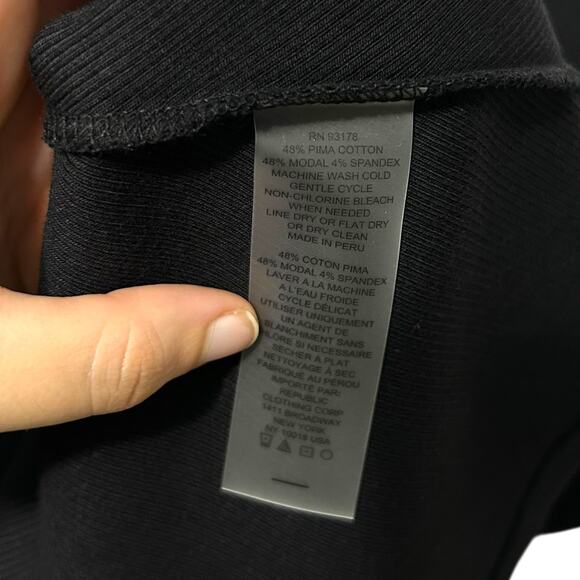 RN 93178
48% PIMA COTTON
48% MODAL 4% SPANDEX
MACHINE WASH COLD
GENTLE CYCLE
NON-CHLORINE BLEACH
WHEN NEEDED
LINE DRY OR FLAT DRY
OR DRY CLEAN
MADE IN PERU
48% COTON PIMA
48% MODAL 4% SPANDEX
LAVER A LA MACHINE
A L'EAU FROIDE
CYCLE DÉLICAT
UTILISER UNIQUEMENT
UN AGENT DE
BLANCHIMENT SANS
HLORE SI NECESSAIRE
SECHER A PLAT
NETTOYAGE À SEC
FABRIQUÉ AU PÉROU
IMPORTÉ PAR:
REPUBLIC
CLOTHING CORP
1411 BROADWAY
NEW YORK
NY 10018 USA